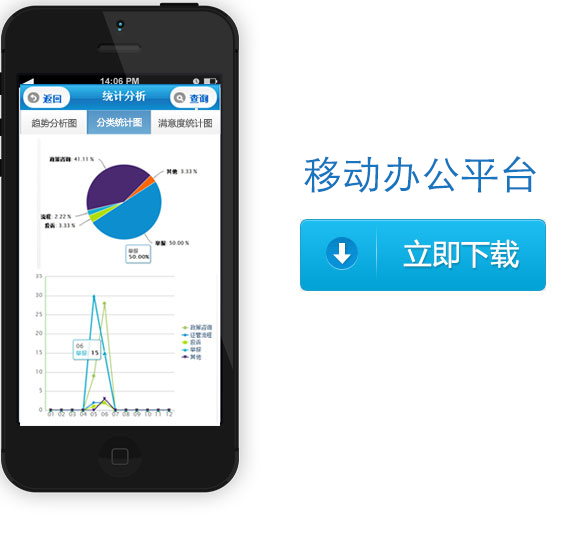 14:06 PM
返回
统计分析
查询
趋势分析图
分类统计图
满意度统计图
政策咨询 41.11 %
其他 3.33 %
流程 2.22 %
投诉 3.33 %
举报 50.00 %
举报
50.00%
35
30
25
20
15
10
5
0
06
举报: 15
政策咨询
征管流程
投诉
举报
其他
01 02 03 04 05 06 07 08 09 10 11 12
移动办公平台
立即下载